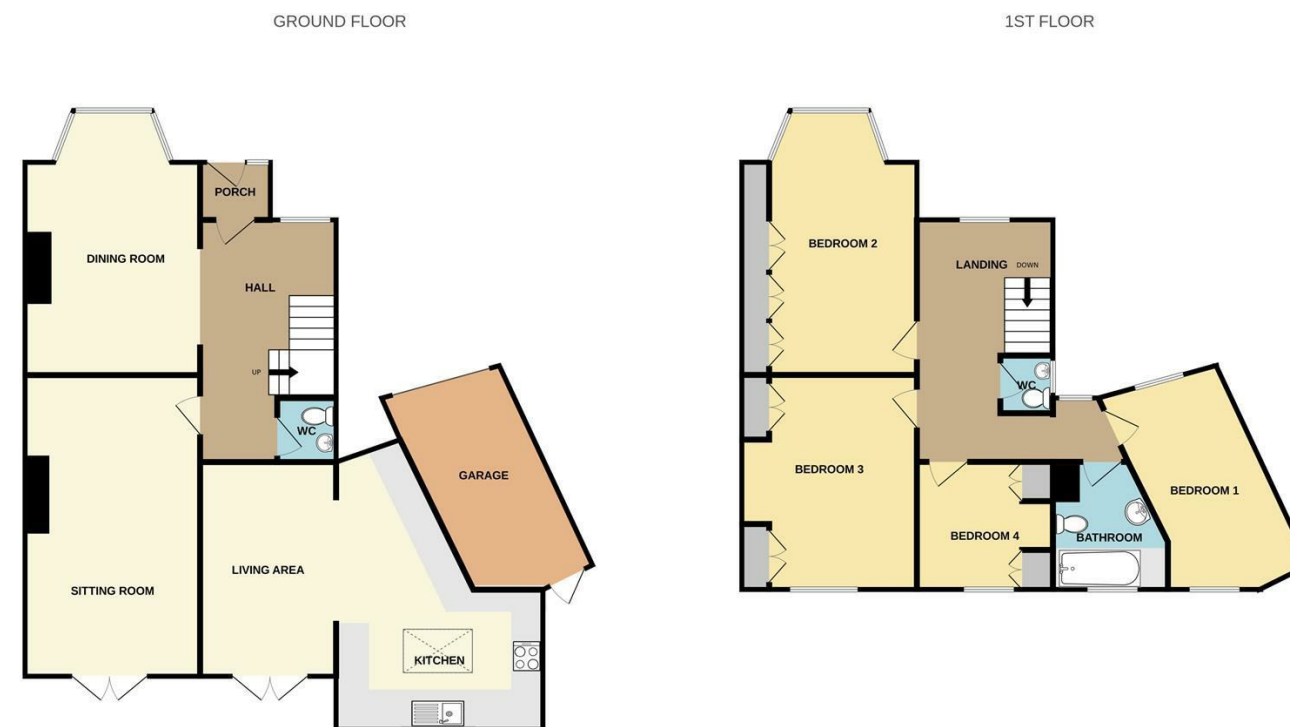 GROUND FLOOR
PORCH
DINING ROOM
HALL
UP
WC
GARAGE
LIVING AREA
SITTING ROOM
KITCHEN
1ST FLOOR
BEDROOM 2
LANDING
DOWN
WC
BEDROOM 3
BEDROOM 1
BEDROOM 4
BATHROOM